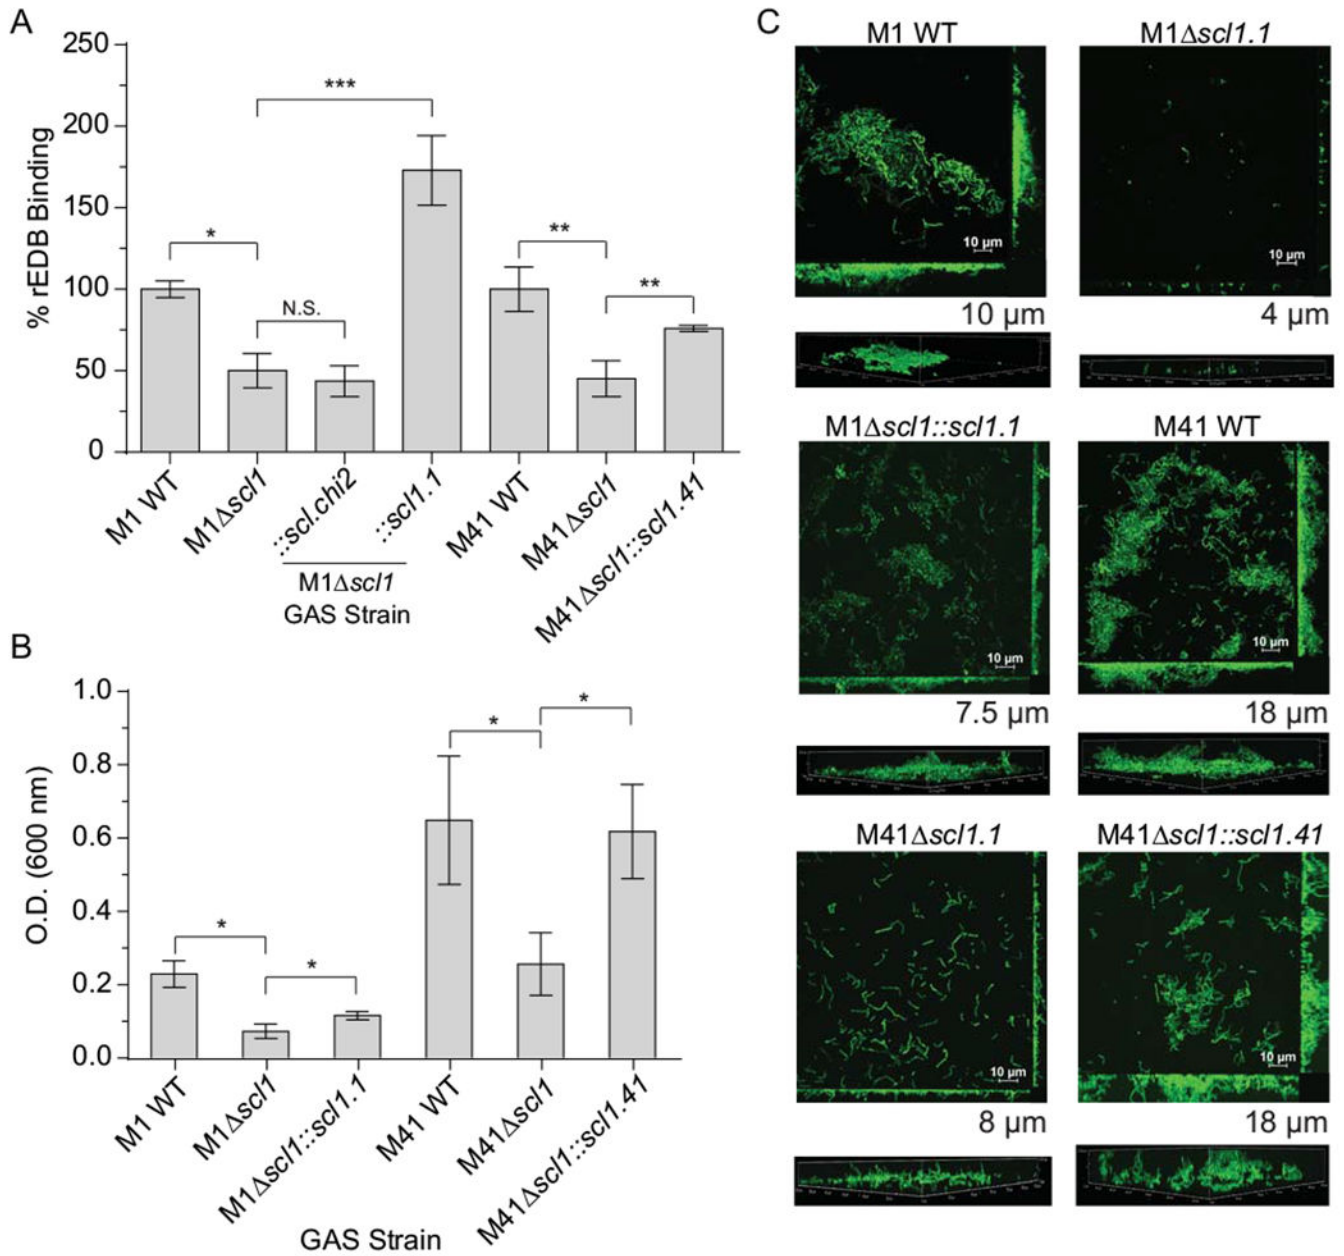 A
250
200
150
100
50
0
% rEDB Binding
***
*
N.S.
**
**
M1 WT
M1Δscl1
::scl.chi2
::scl1.1
M41 WT
M41Δscl1
M41Δscl1::scl1.41
M1Δscl1
GAS Strain
B
1.0
0.8
0.6
0.4
0.2
0.0
O.D. (600 nm)
*
*
*
*
M1 WT
M1Δscl1
M1Δscl1::scl1.1
M41 WT
M41Δscl1
M41Δscl1::scl1.41
GAS Strain
C
M1 WT
M1Δscl1.1
10 µm
10 µm
10 µm
4 µm
M1Δscl1::scl1.1
M41 WT
10 µm
10 µm
7.5 µm
18 µm
M41Δscl1.1
M41Δscl1::scl1.41
10 µm
10 µm
8 µm
18 µm